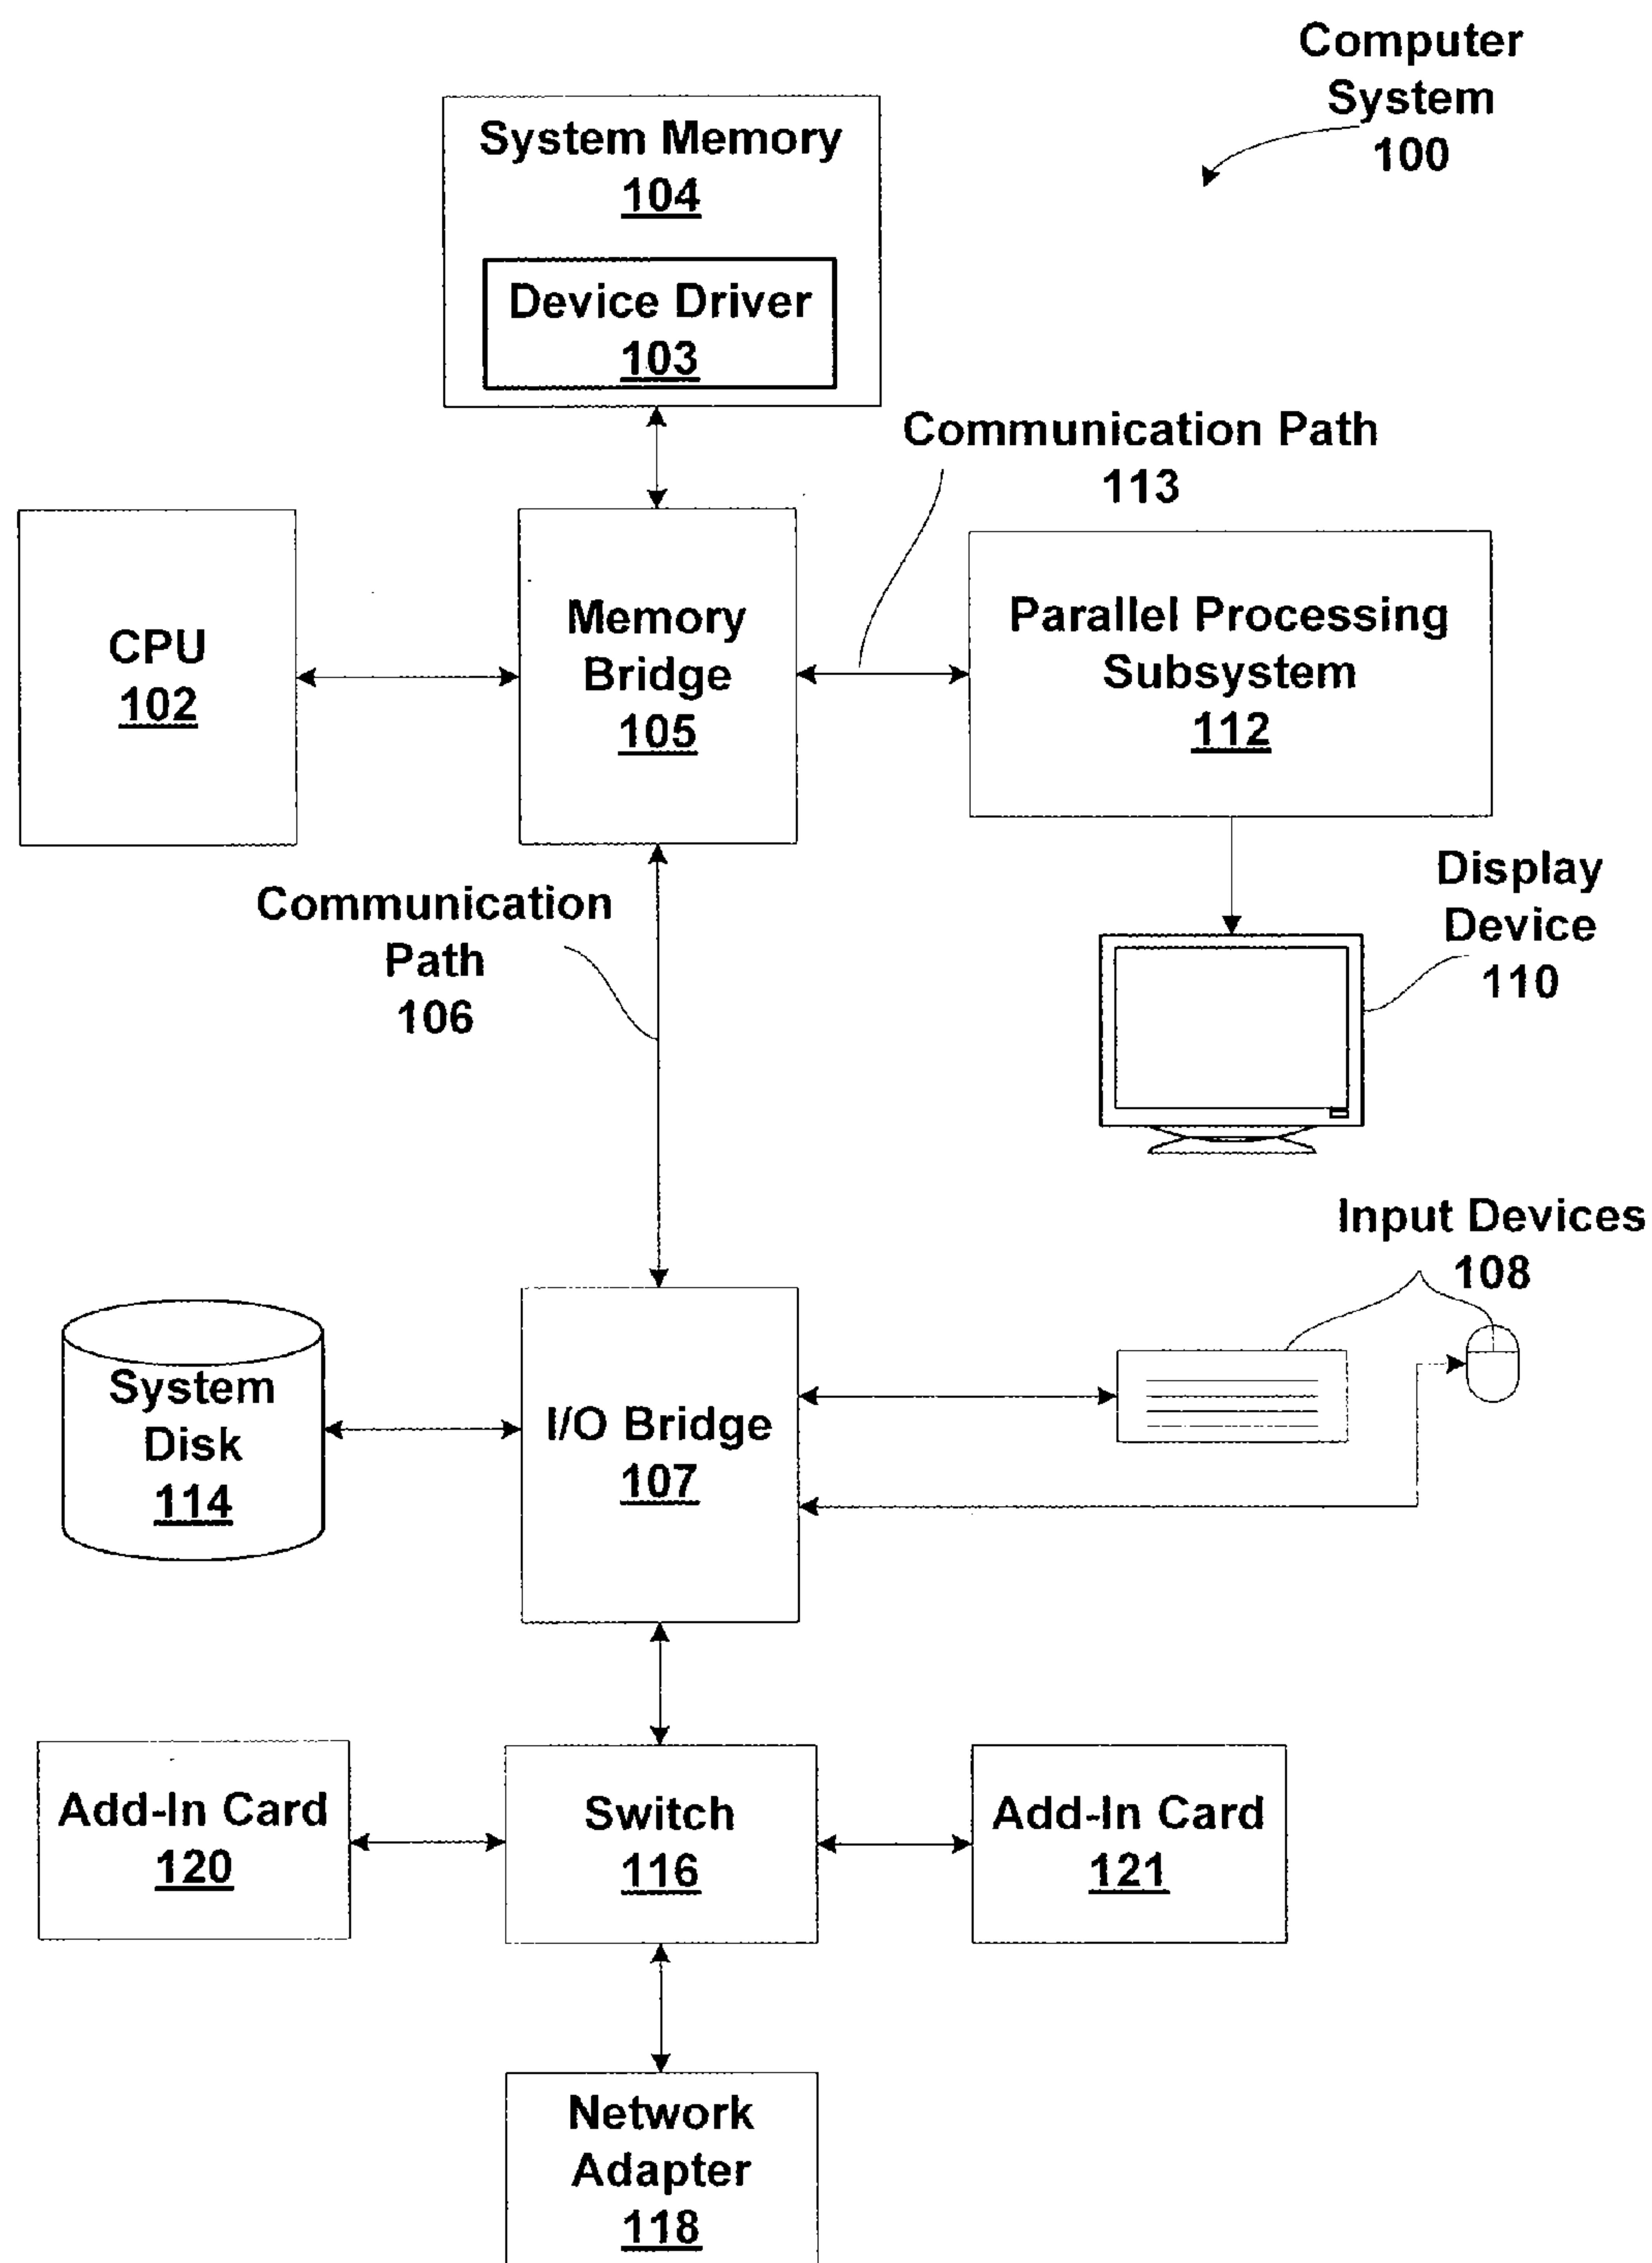 Computer
System
100
System Memory
104
Device Driver
103
Communication Path
113
CPU
102
Memory
Bridge
105
Parallel Processing
Subsystem
112
Communication
Path
106
Display
Device
110
Input Devices
108
System
Disk
114
I/O Bridge
107
Add-In Card
120
Switch
116
Add-In Card
121
Network
Adapter
118